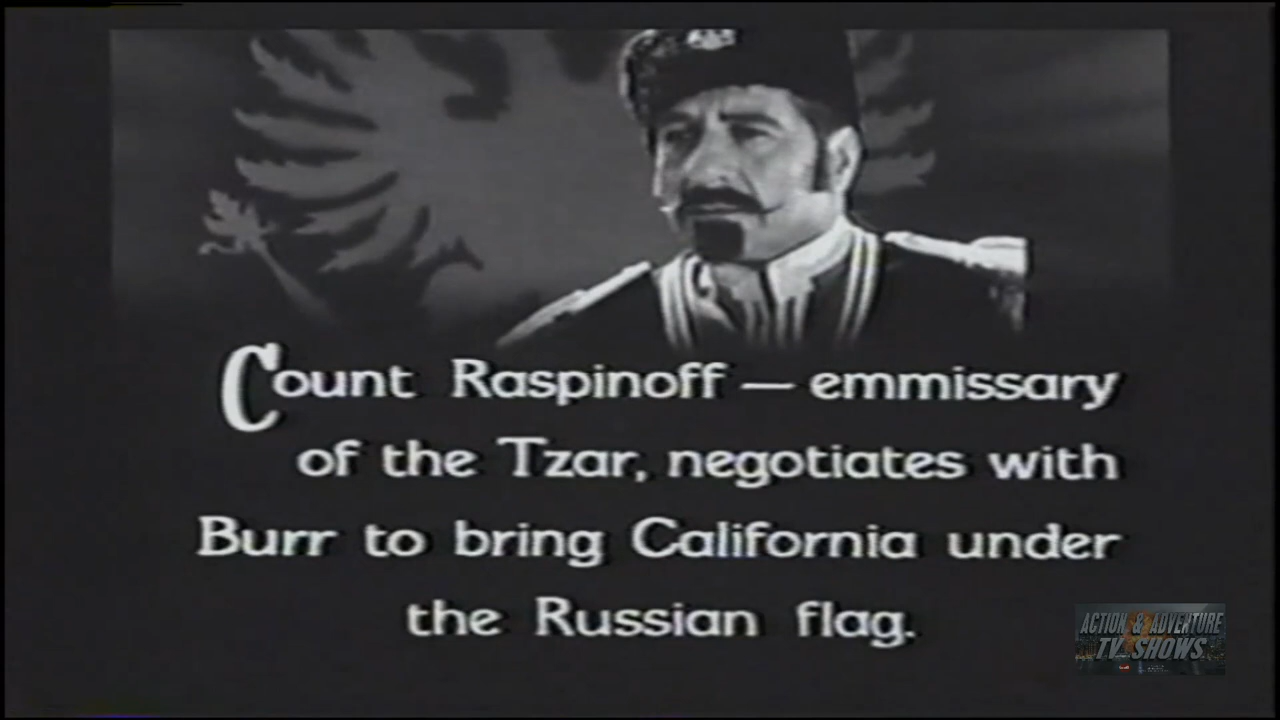 Count Raspinoff — emmissary
of the Tzar, negotiates with
Burr to bring California under
the Russian flag.
ACTION & ADVENTURE
TV SHOWS